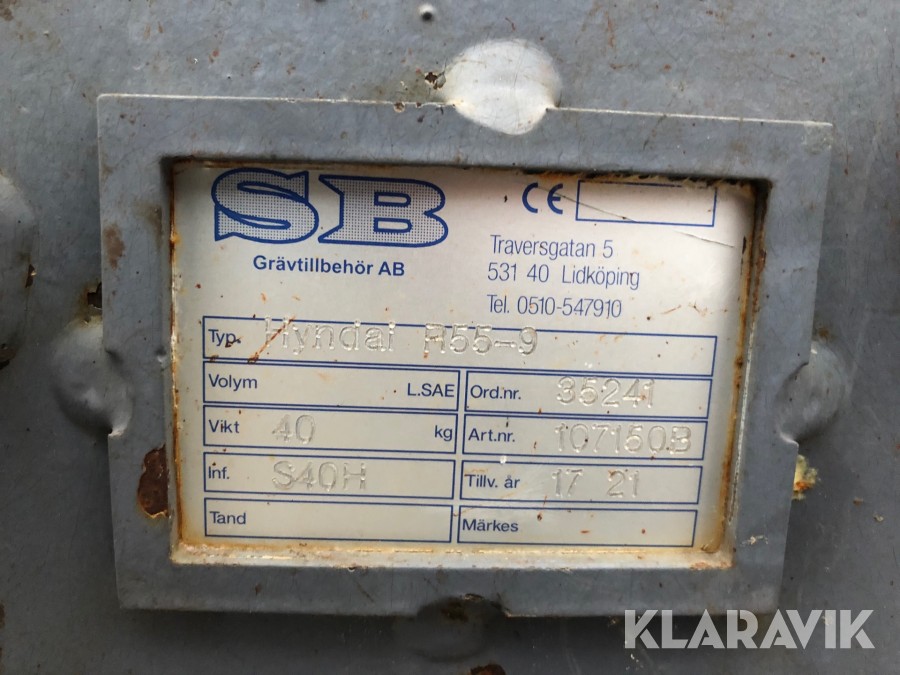 SB
Grävtillbehör AB
CE
Traversgatan 5
531 40 Lidköping
Tel. 0510-547910
Typ. Hyndai R55-9
Volym L.SAE
Ord.nr. 35241
Vikt 40 kg
Art.nr. 107150B
Inf. S40H
Tillv. år 17 21
Tand
Märkes
KLARAVIK